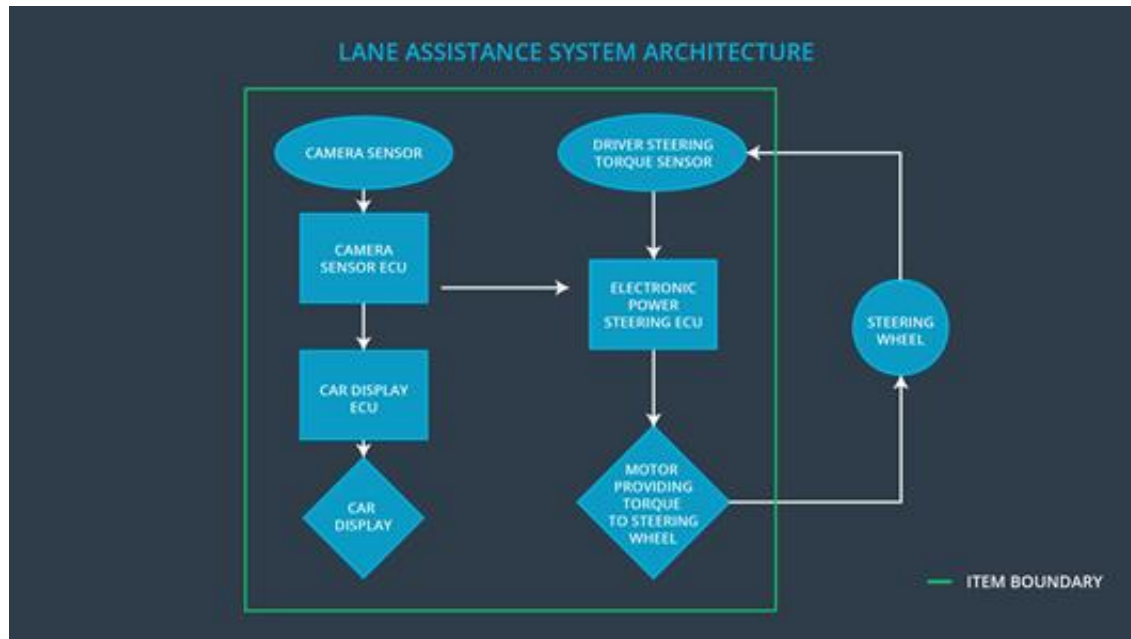 LANE ASSISTANCE SYSTEM ARCHITECTURE
CAMERA SENSOR
CAMERA
SENSOR ECU
CAR DISPLAY
ECU
CAR
DISPLAY
DRIVER STEERING
TORQUE SENSOR
ELECTRONIC
POWER
STEERING ECU
MOTOR
PROVIDING
TORQUE
TO STEERING
WHEEL
STEERING
WHEEL
ITEM BOUNDARY